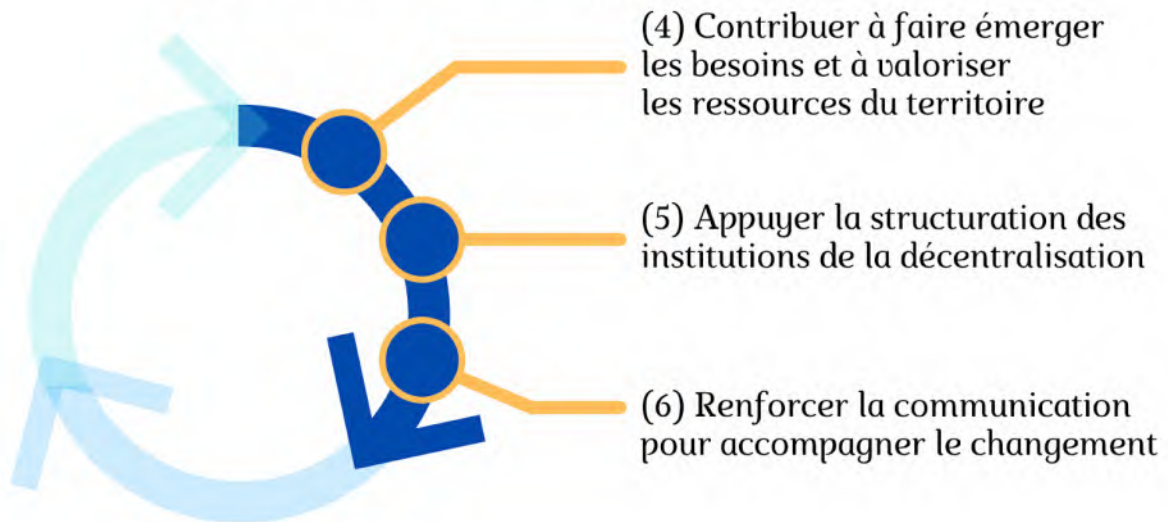 (4) Contribuer à faire émerger
les besoins et à valoriser
les ressources du territoire
(5) Appuyer la structuration des
institutions de la décentralisation
(6) Renforcer la communication
pour accompagner le changement